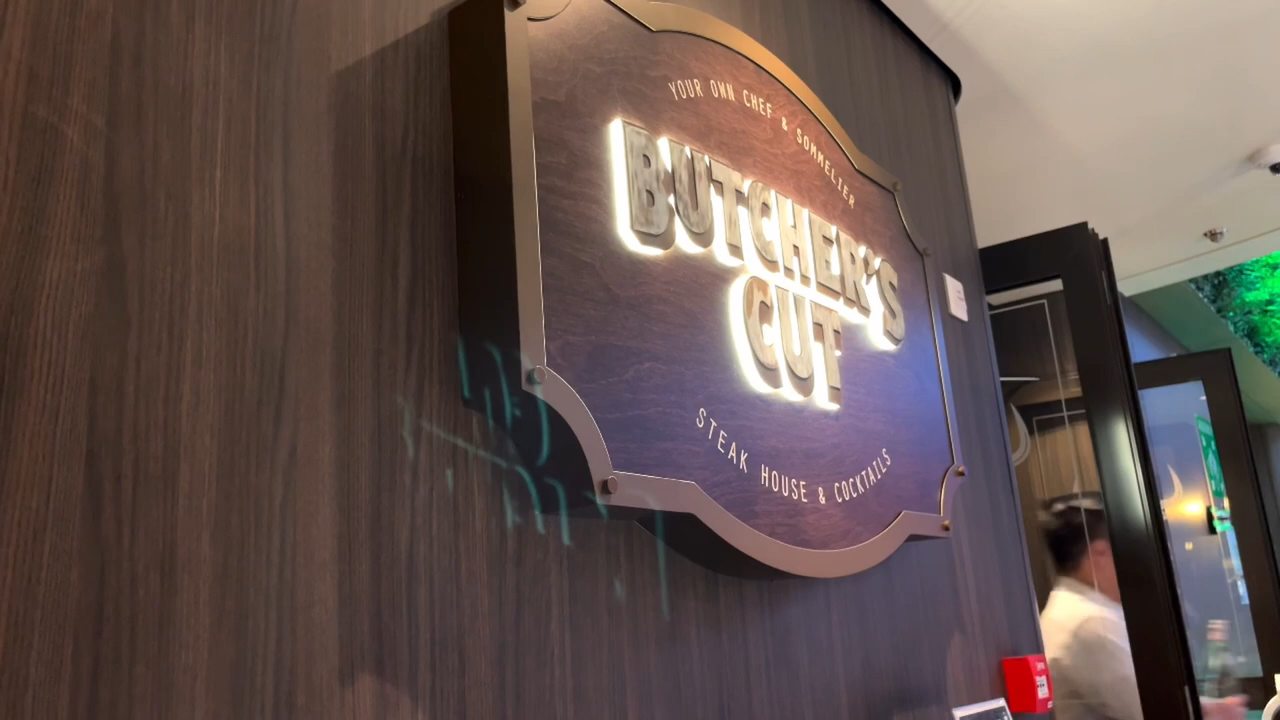 YOUR OWN CHEF & SOMMELIER
BUTCHER'S
CUT
STEAK HOUSE & COCKTAILS